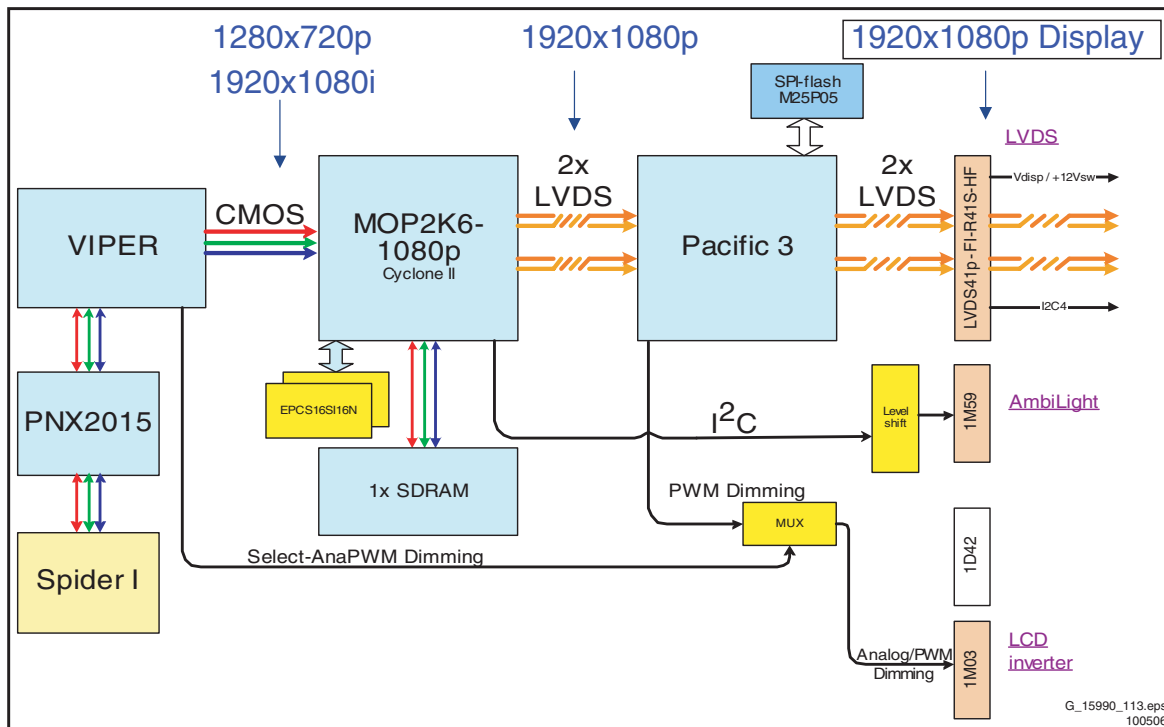 1280x720p
1920x1080i
1920x1080p
1920x1080p Display
SPI-flash
M25P05
LVDS
2x
LVDS
2x
LVDS
CMOS
VIPER
MOP2K6-
1080p
Cyclone II
Pacific 3
LVDS41p -FI-R41S-HF
Vdisp / +12Vsw
I2C4
PNX2015
EPCS16SI16N
I²C
Level
shift
1M59
AmbiLight
1x SDRAM
PWM Dimming
MUX
Select-AnaPWM Dimming
1D42
Spider I
Analog/PWM
Dimming
1M03
LCD
inverter
G_15990_113.eps
100506